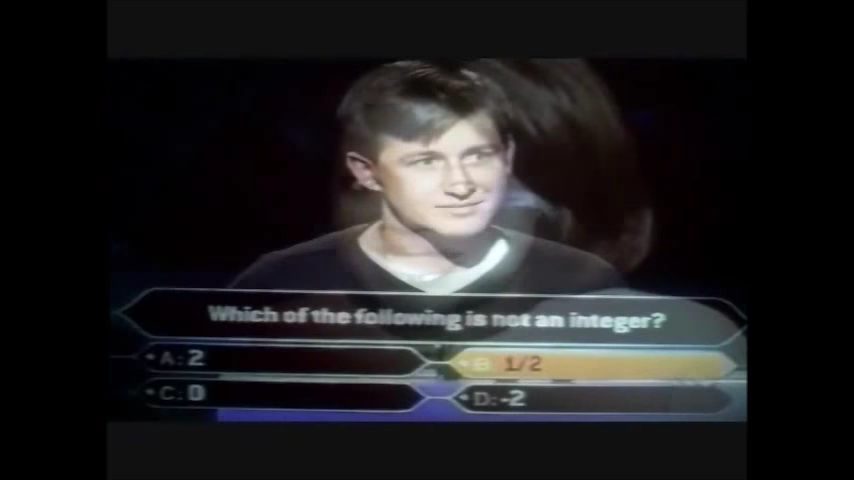 Which of the following is not an integer?
A: 2
B: 1/2
C: 0
D: -2